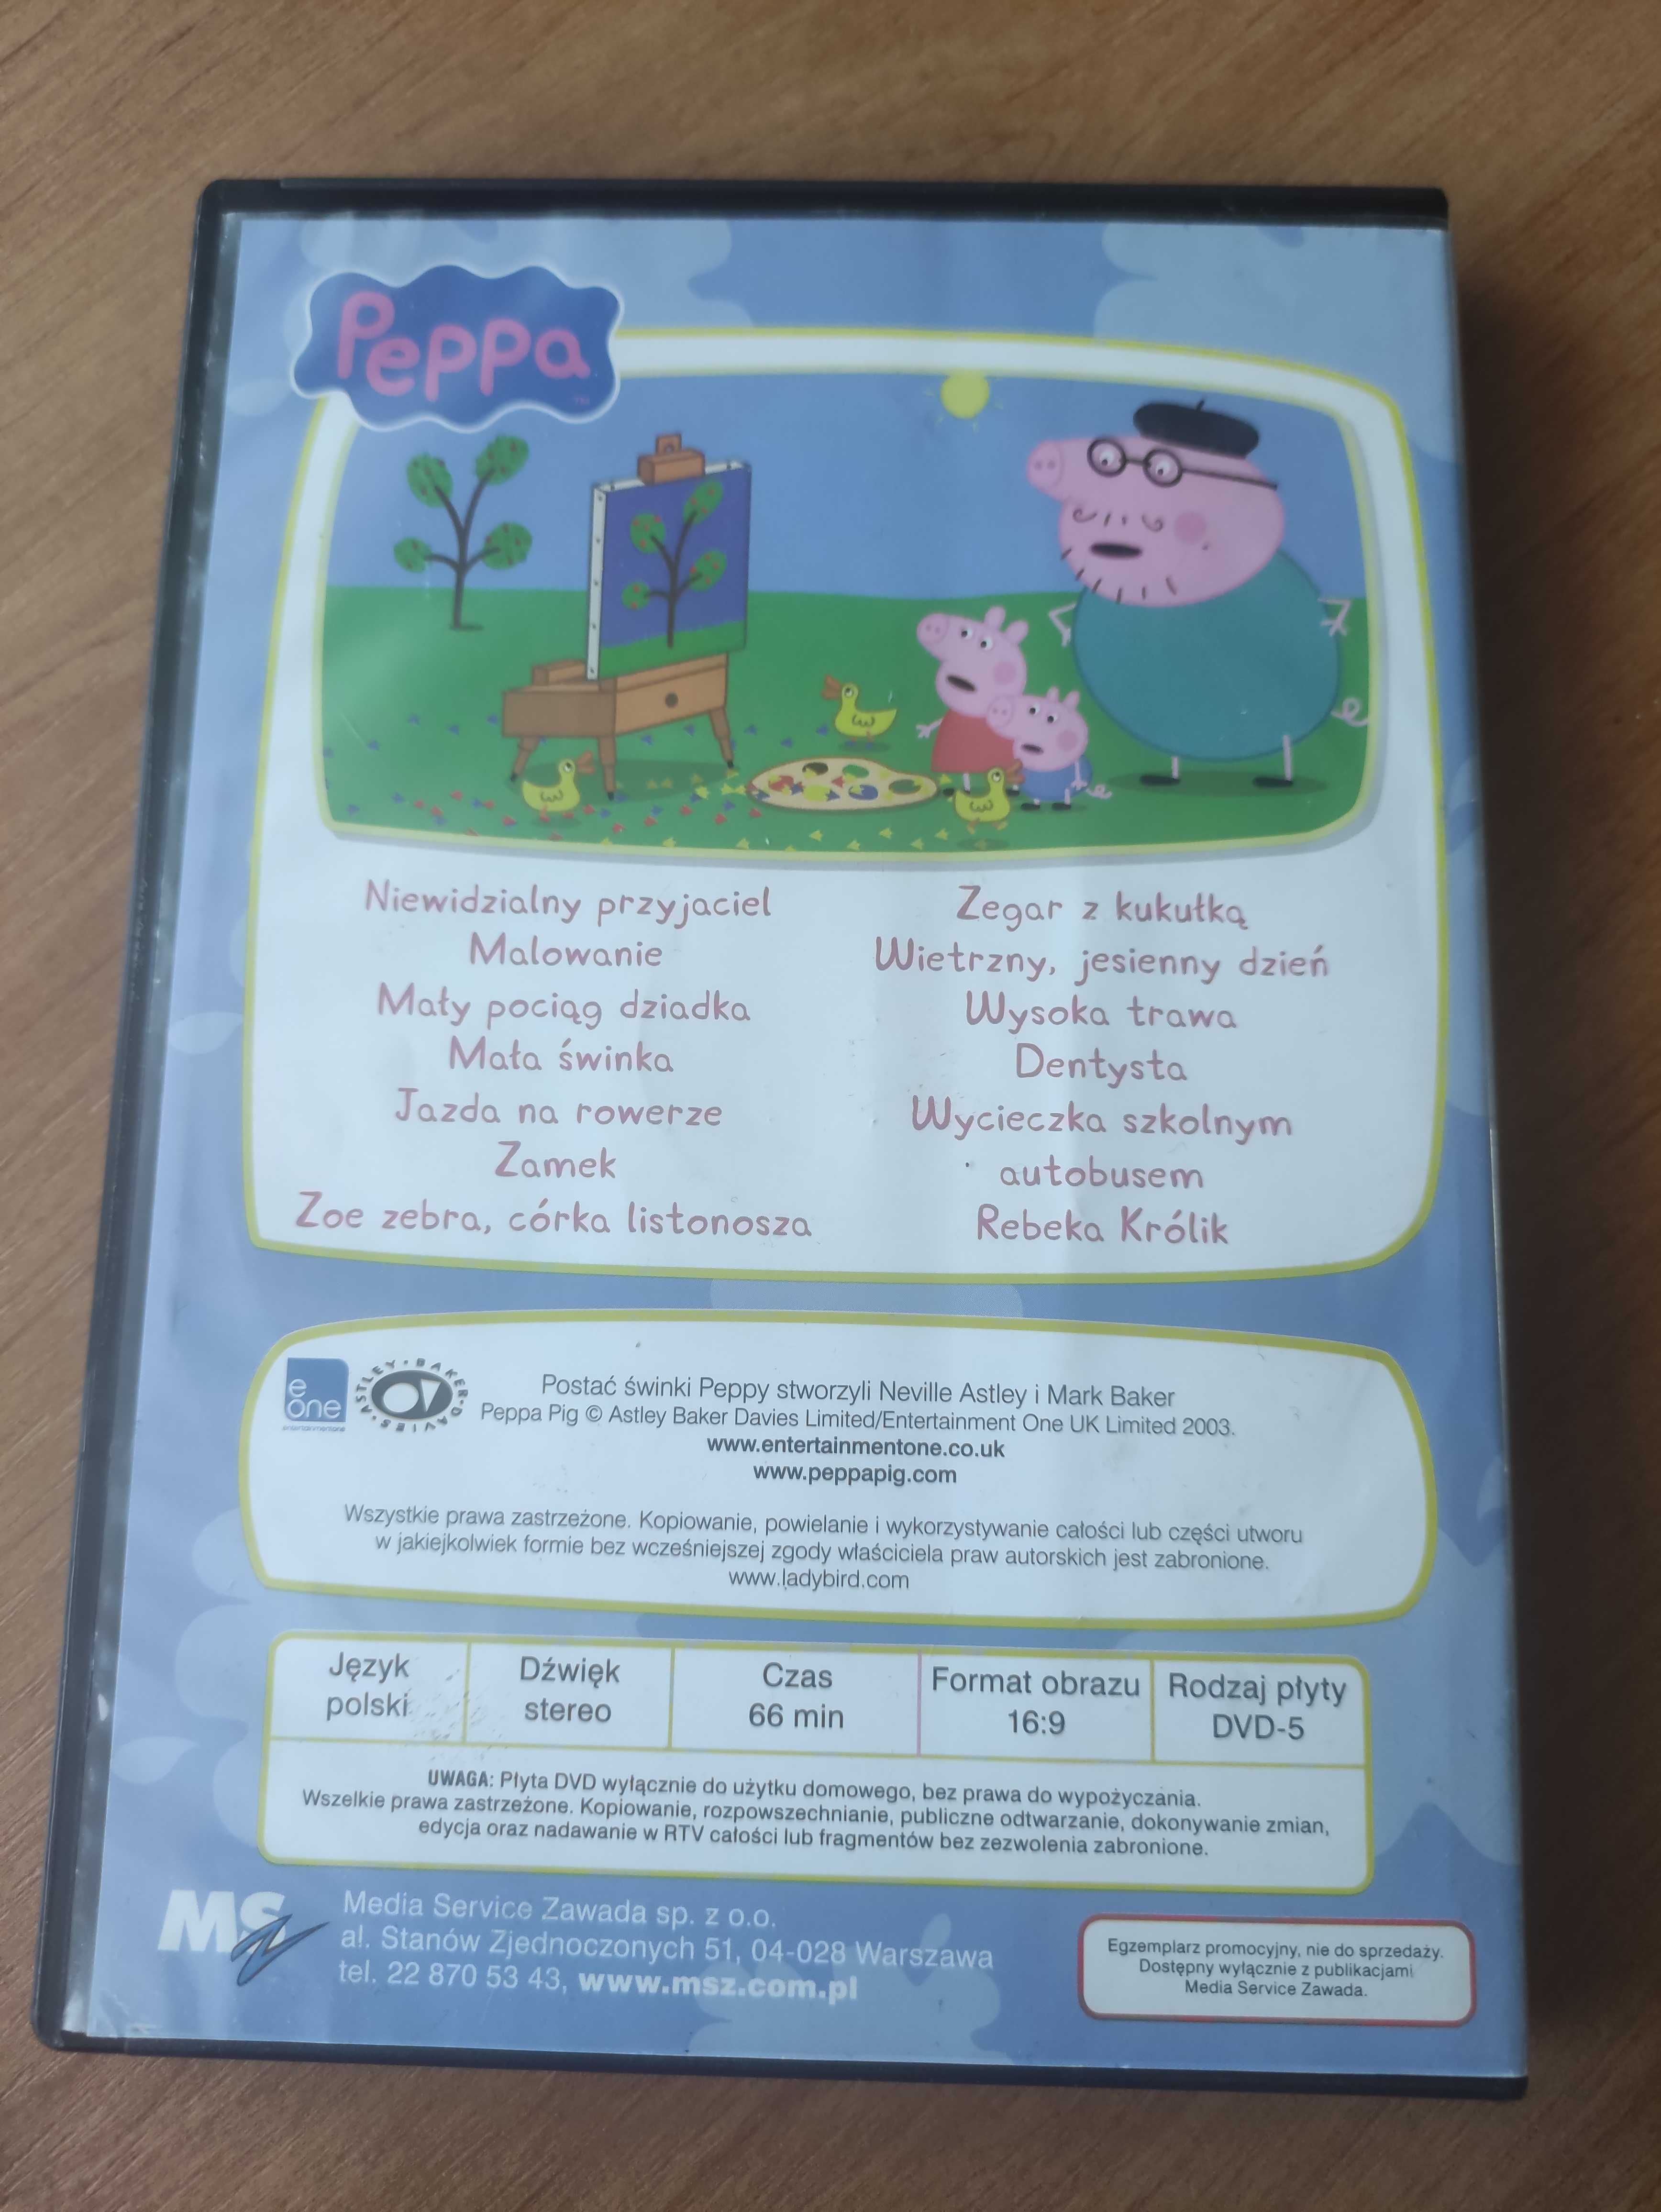 Peppa
Niewidzialny przyjaciel
Malowanie
Mały pociąg dziadka
Mała świnka
Jazda na rowerze
Zamek
Zoe zebra, córka listonosza
Zegar z kukułką
Wietrzny, jesienny dzień
Wysoka trawa
Dentysta
Wycieczka szkolnym
autobusem
Rebeka Królik
e
one
entertainmentone
ASTLEY · BAKER · DAVIES
Postać świnki Peppy stworzyli Neville Astley i Mark Baker
Peppa Pig © Astley Baker Davies Limited/Entertainment One UK Limited 2003.
www.entertainmentone.co.uk
www.peppapig.com
Wszystkie prawa zastrzeżone. Kopiowanie, powielanie i wykorzystywanie całości lub części utworu
w jakiejkolwiek formie bez wcześniejszej zgody właściciela praw autorskich jest zabronione.
www.ladybird.com
Język
polski
Dźwięk
stereo
Czas
66 min
Format obrazu
16:9
Rodzaj płyty
DVD-5
UWAGA: Płyta DVD wyłącznie do użytku domowego, bez prawa do wypożyczania.
Wszelkie prawa zastrzeżone. Kopiowanie, rozpowszechnianie, publiczne odtwarzanie, dokonywanie zmian,
edycja oraz nadawanie w RTV całości lub fragmentów bez zezwolenia zabronione.
MSZ
Media Service Zawada sp. z o.o.
al. Stanów Zjednoczonych 51, 04-028 Warszawa
tel. 22 870 53 43, www.msz.com.pl
Egzemplarz promocyjny, nie do sprzedaży.
Dostępny wyłącznie z publikacjami
Media Service Zawada.